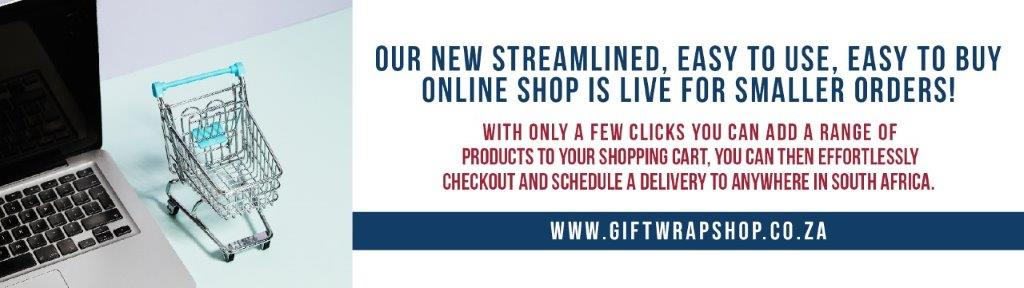 OUR NEW STREAMLINED, EASY TO USE, EASY TO BUY
ONLINE SHOP IS LIVE FOR SMALLER ORDERS!
WITH ONLY A FEW CLICKS YOU CAN ADD A RANGE OF
PRODUCTS TO YOUR SHOPPING CART, YOU CAN THEN EFFORTLESSLY
CHECKOUT AND SCHEDULE A DELIVERY TO ANYWHERE IN SOUTH AFRICA.
WWW.GIFTWRAPSHOP.CO.ZA